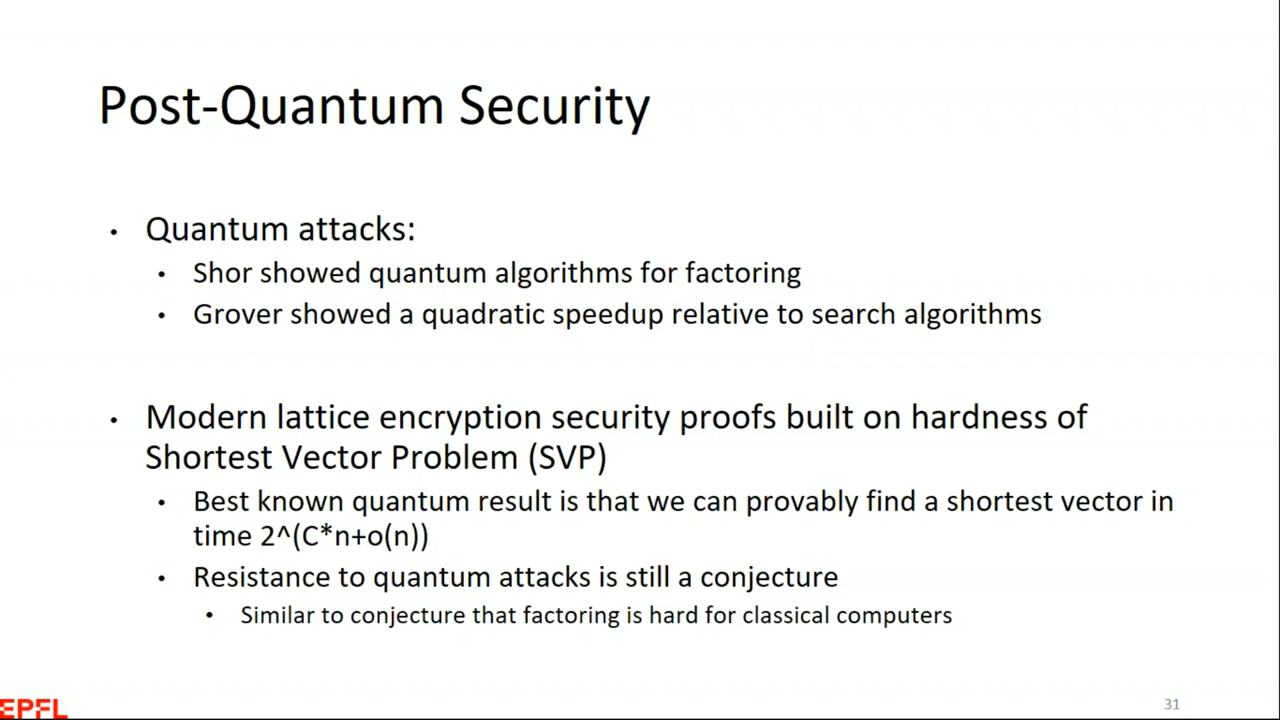 Post-Quantum Security
• Quantum attacks:
• Shor showed quantum algorithms for factoring
• Grover showed a quadratic speedup relative to search algorithms
• Modern lattice encryption security proofs built on hardness of
Shortest Vector Problem (SVP)
• Best known quantum result is that we can provably find a shortest vector in
time 2^(C*n+o(n))
• Resistance to quantum attacks is still a conjecture
• Similar to conjecture that factoring is hard for classical computers
EPFL
31